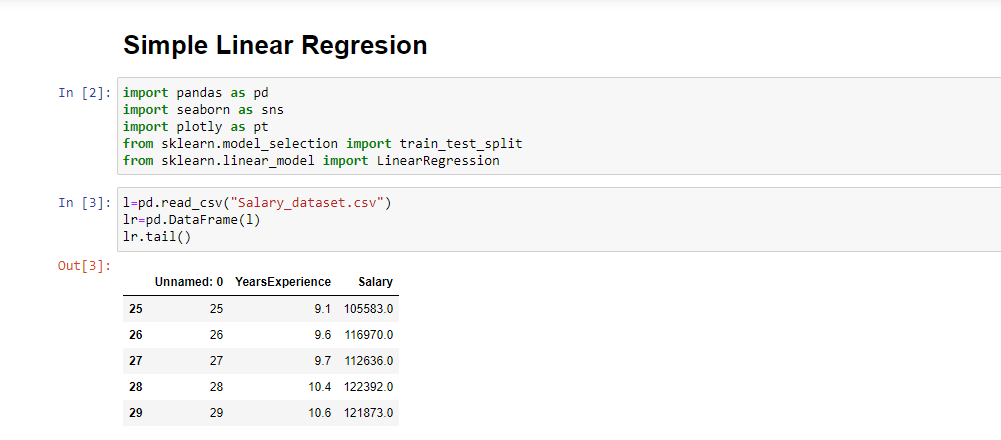 Simple Linear Regresion
In [2]: import pandas as pd
import seaborn as sns
import plotly as pt
from sklearn.model_selection import train_test_split
from sklearn.linear_model import LinearRegression
In [3]: l=pd.read_csv("Salary_dataset.csv")
lr=pd.DataFrame(l)
lr.tail()
Out[3]:
Unnamed: 0 YearsExperience Salary
25 25 9.1 105583.0
26 26 9.6 116970.0
27 27 9.7 112636.0
28 28 10.4 122392.0
29 29 10.6 121873.0